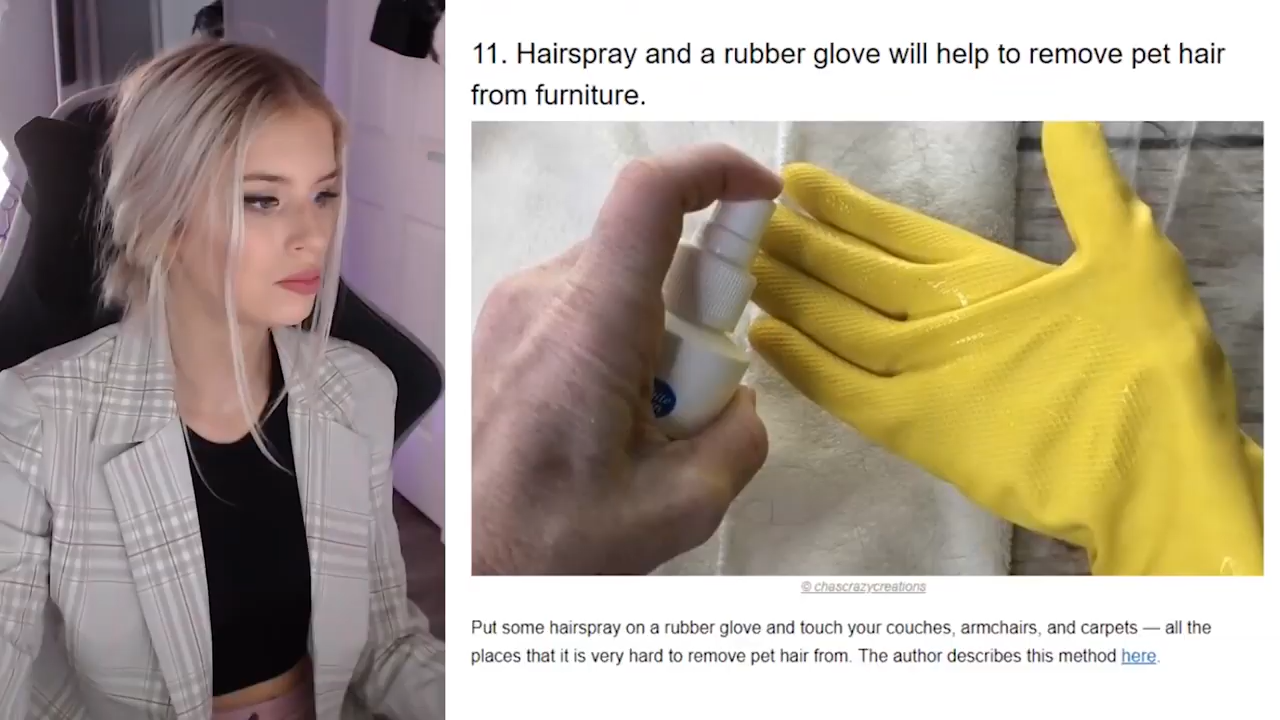 11. Hairspray and a rubber glove will help to remove pet hair
from furniture.
© chascrazycreations
Put some hairspray on a rubber glove and touch your couches, armchairs, and carpets — all the
places that it is very hard to remove pet hair from. The author describes this method here.